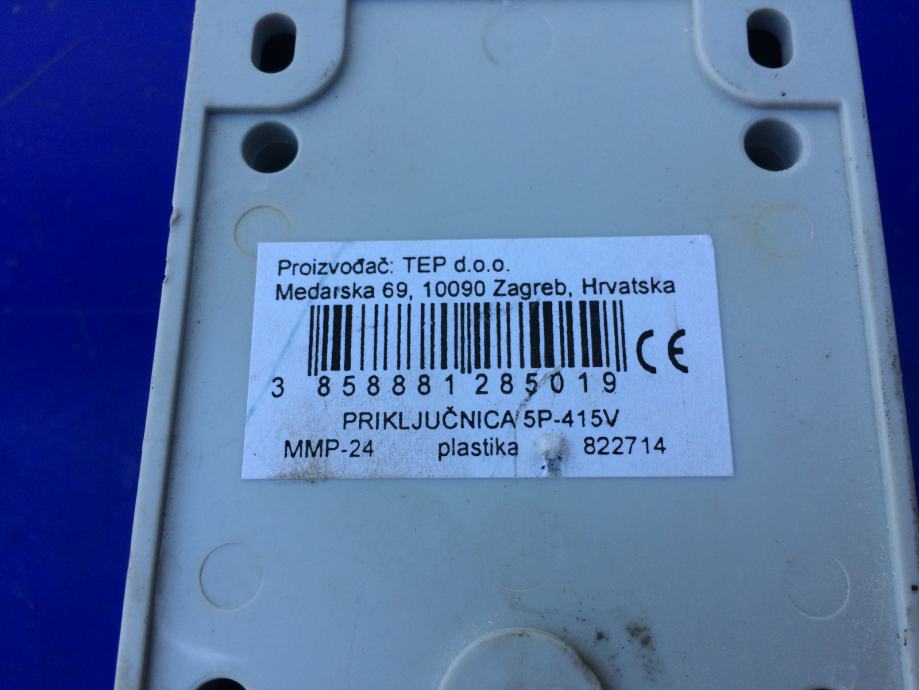 Proizvođač: TEP d.o.o.
Medarska 69, 10090 Zagreb, Hrvatska
CE
3 858881 285019
PRIKLJUČNICA 5P-415V
MMP-24 plastika 822714